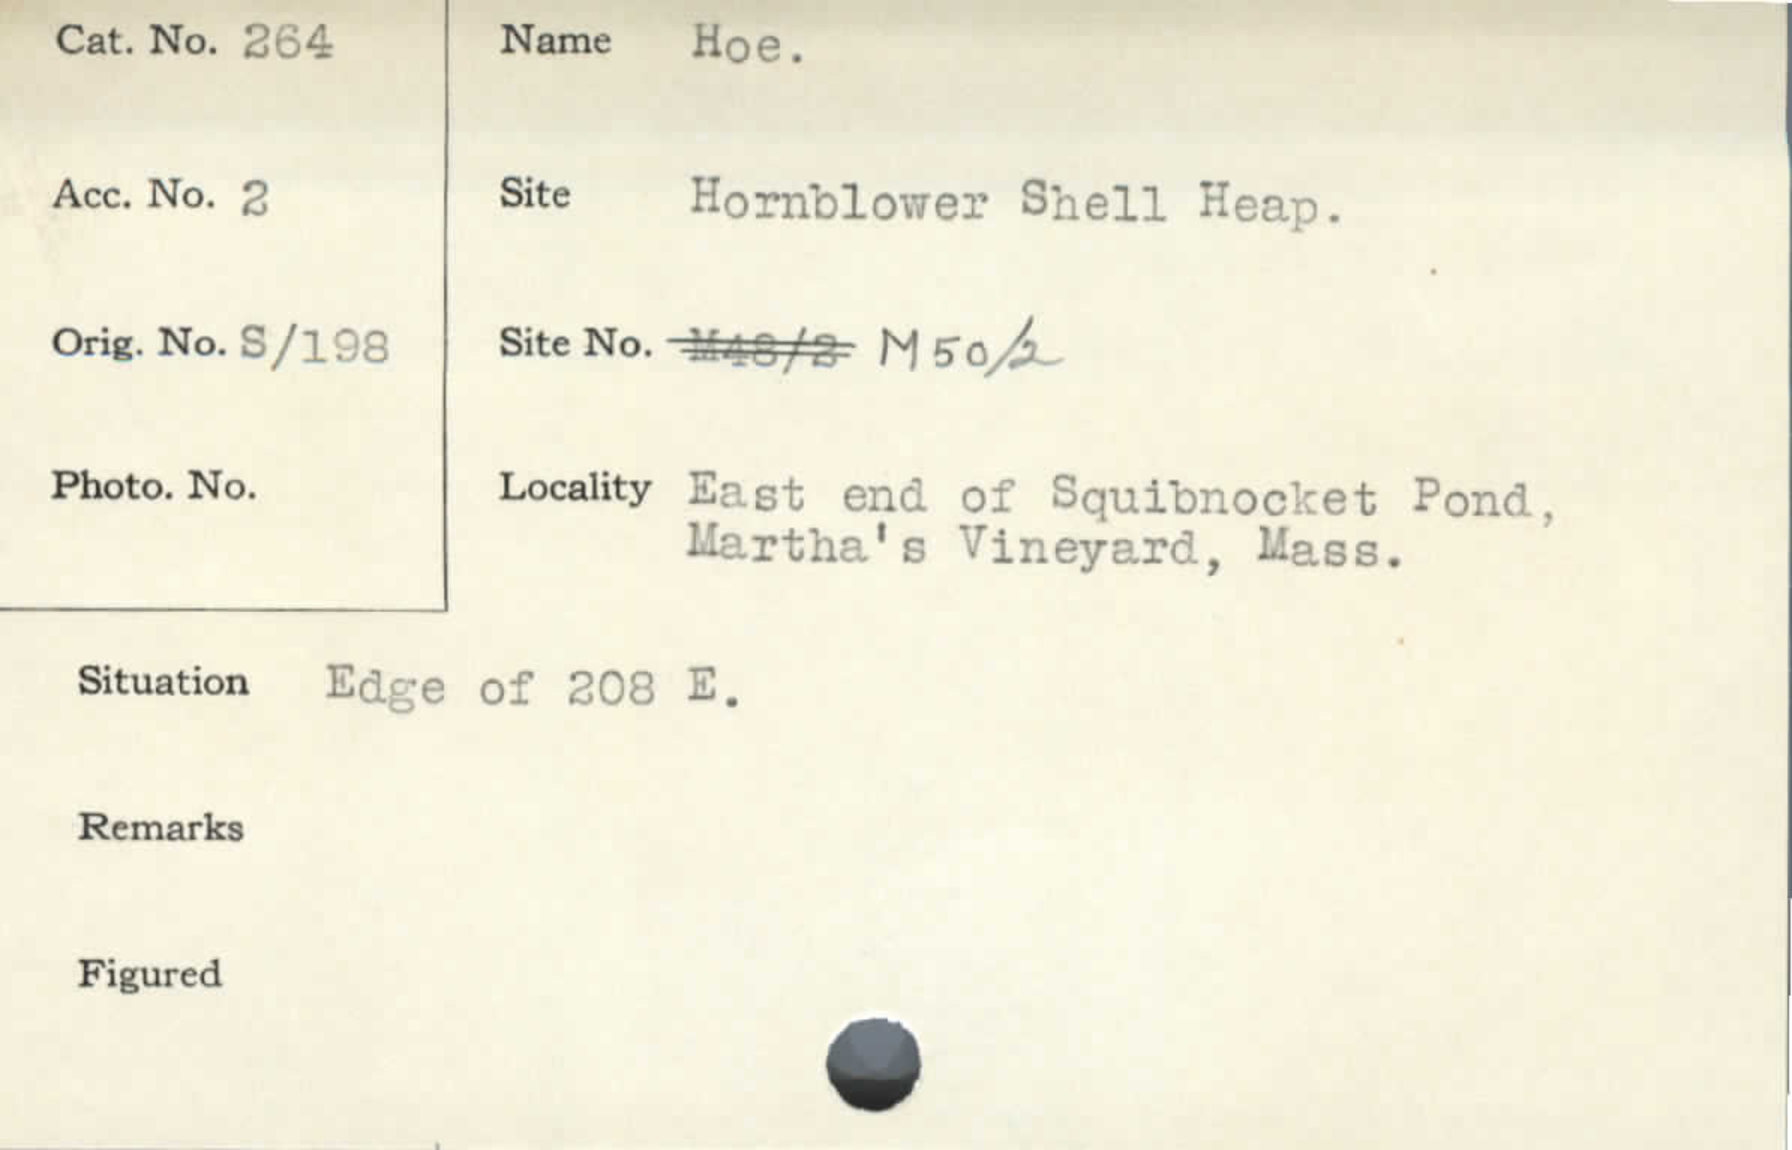 Cat. No. 264
Name Hoe.
Acc. No. 2
Site Hornblower Shell Heap.
Orig. No. S/198
Site No. M48/2 M50/2
Photo. No.
Locality East end of Squibnocket Pond,
Martha's Vineyard, Mass.
Situation Edge of 208 E.
Remarks
Figured